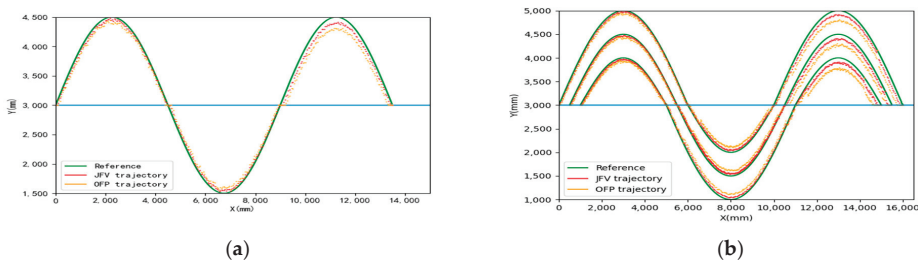 4,500
4,000
3,500
3,000
2,500
2,000
1,500
Y(mm)
0
2,000
4,000
6,000
8,000
10,000
12,000
14,000
X(mm)
Reference
JFV trajectory
OFP trajectory
(a)
5,000
4,500
4,000
3,500
3,000
2,500
2,000
1,500
1,000
Y(mm)
0
2,000
4,000
6,000
8,000
10,000
12,000
14,000
16,000
X(mm)
Reference
JFV trajectory
OFP trajectory
(b)